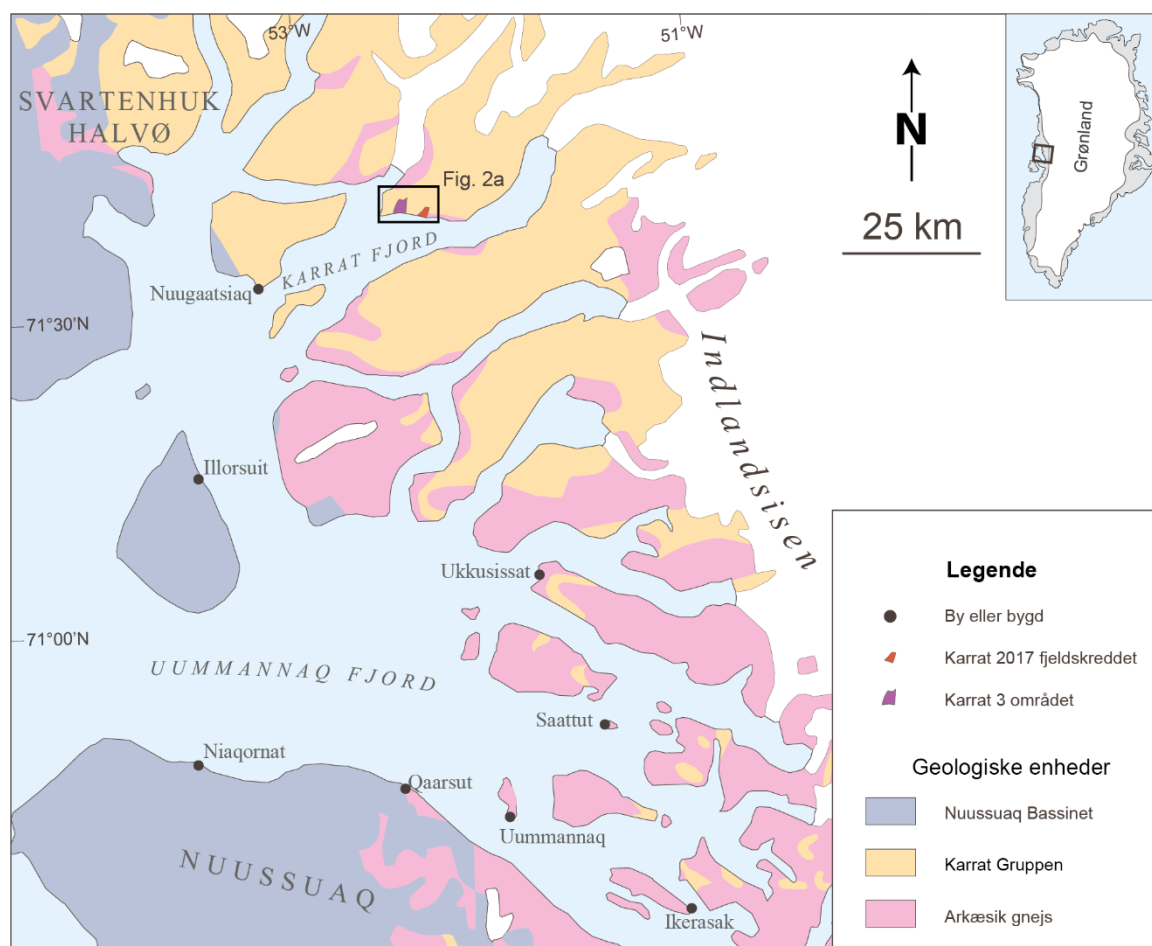 53°W
51°W
SVARTENHUK
HALVØ
N
Grønland
Fig. 2a
25 km
KARRAT FJORD
Nuugaatsiaq
71°30'N
Indlandsisen
Illorsuit
Ukkusissat
71°00'N
UUMMANNAQ FJORD
Saattut
Niaqornat
Qaarsut
Uummannaq
NUUSSUAQ
Ikerasak
Legende
By eller bygd
Karrat 2017 fjeldskreddet
Karrat 3 området
Geologiske enheder
Nuussuaq Bassinet
Karrat Gruppen
Arkæsik gnejs